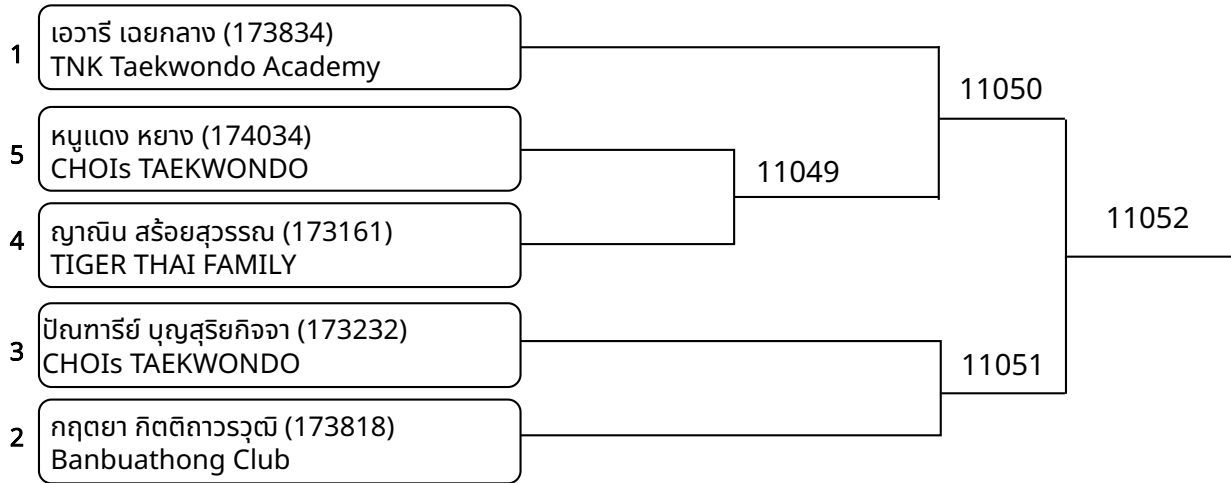 1
เอวารี เฉยกลาง (173834)
TNK Taekwondo Academy
11050
5
หนูแดง หยาง (174034)
CHOIs TAEKWONDO
11049
4
ญาณิน สร้อยสุวรรณ (173161)
TIGER THAI FAMILY
11052
3
ปัณฑารีย์ บุญสุริยกิจจา (173232)
CHOIs TAEKWONDO
11051
2
กฤตยา กิตติถาวรวุฒิ (173818)
Banbuathong Club